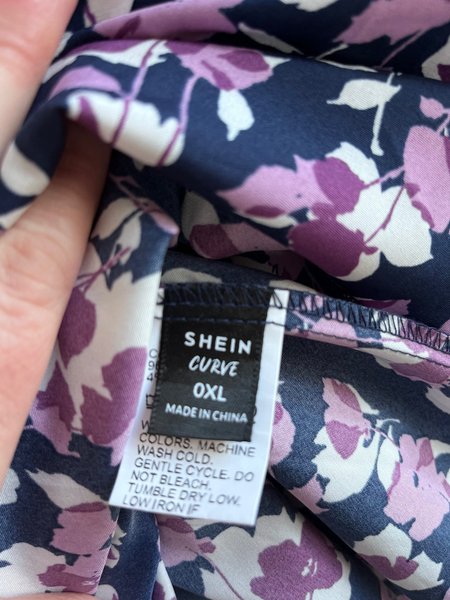 SHEIN
CURVE
0XL
MADE IN CHINA
COLORS. MACHINE
WASH COLD.
GENTLE CYCLE. DO
NOT BLEACH.
TUMBLE DRY LOW.
LOW IRON IF